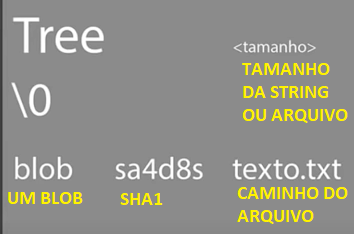 Tree <tamanho>
TAMANHO
DA STRING
OU ARQUIVO
\0
blob sa4d8s texto.txt
UM BLOB SHA1 CAMINHO DO
ARQUIVO